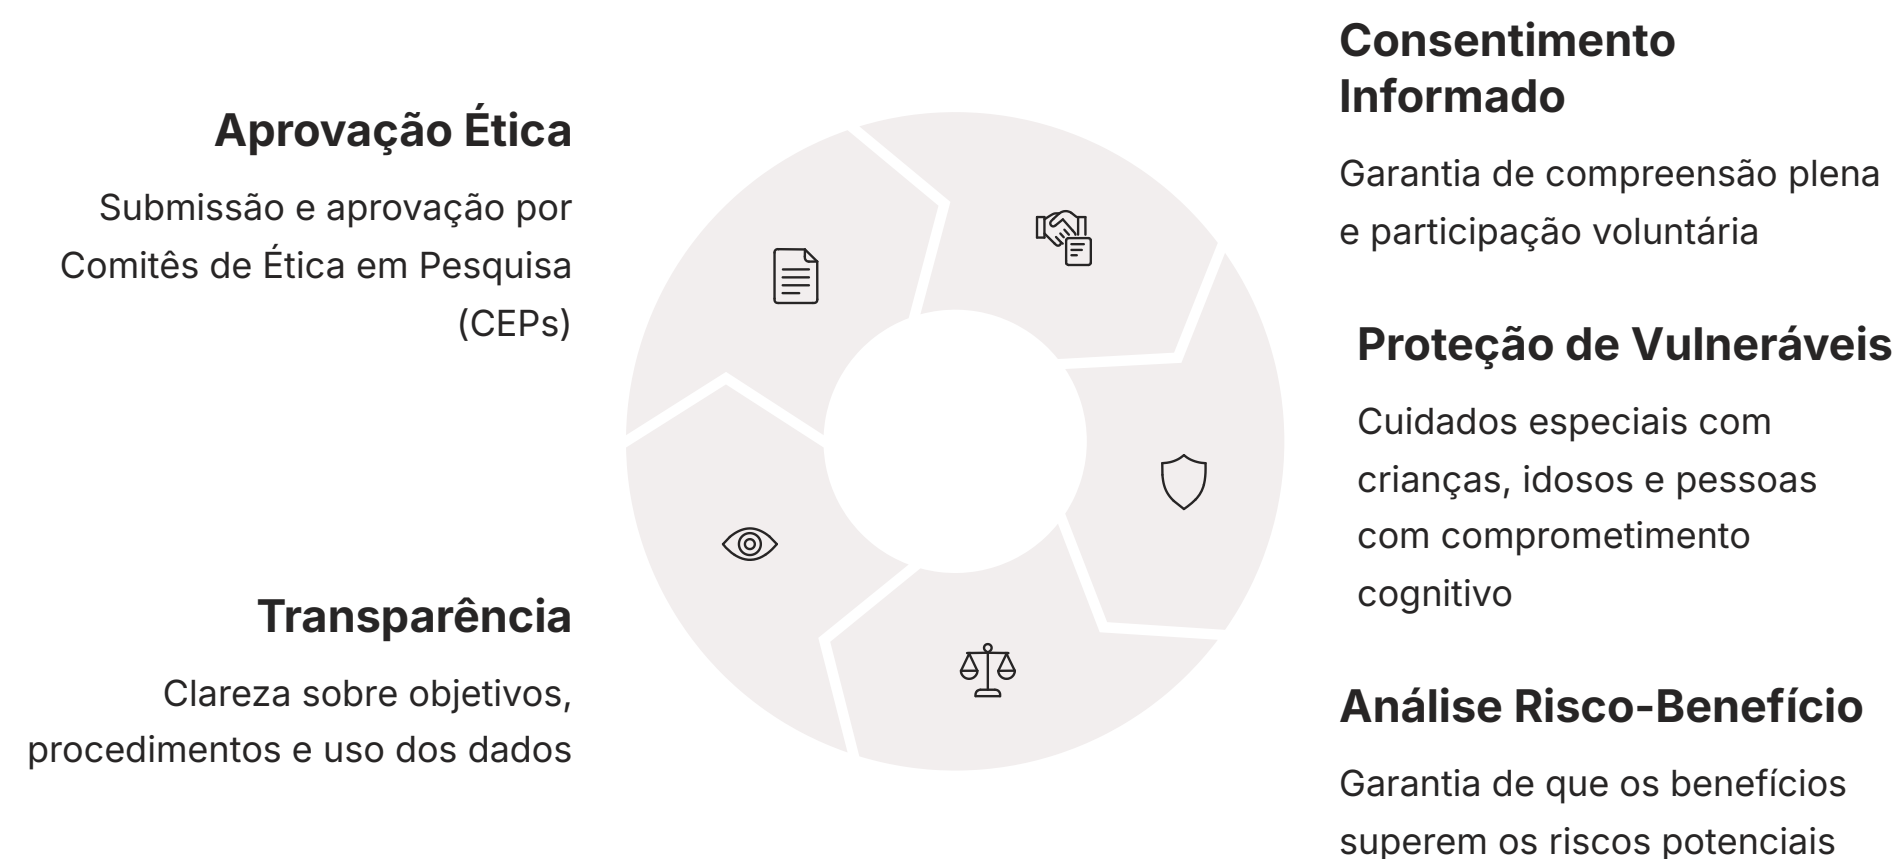 Aprovação Ética
Submissão e aprovação por
Comitês de Ética em Pesquisa
(CEPs)
Consentimento
Informado
Garantia de compreensão plena
e participação voluntária
Proteção de Vulneráveis
Cuidados especiais com
crianças, idosos e pessoas
com comprometimento
cognitivo
Análise Risco-Benefício
Garantia de que os benefícios
superem os riscos potenciais
Transparência
Clareza sobre objetivos,
procedimentos e uso dos dados